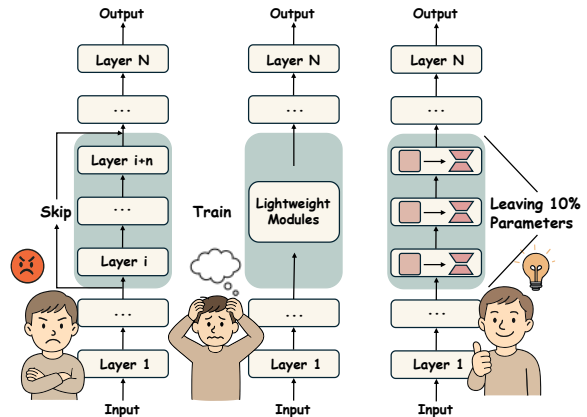 Output
Layer N
...
Layer i+n
...
Layer i
...
Layer 1
Input
Skip
Output
Layer N
...
Lightweight
Modules
...
Layer 1
Input
Train
Output
Layer N
...
...
Layer 1
Input
Leaving 10%
Parameters